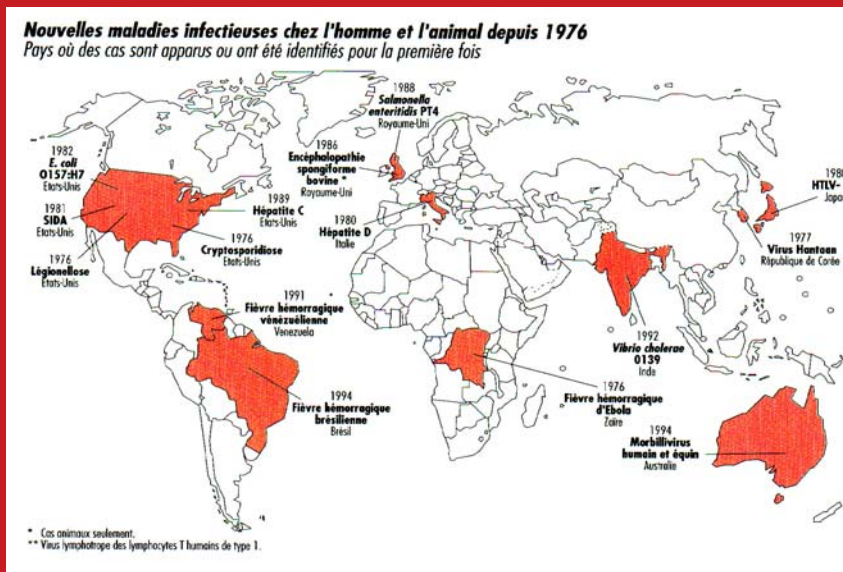 Nouvelles maladies infectieuses chez l'homme et l'animal depuis 1976
Pays où des cas sont apparus ou ont été identifiés pour la première fois
1988
Salmonella
enteritidis PT4
Royaume-Uni
1986
Encéphalopathie
spongiforme
bovine *
Royaume-Uni
1982
E. coli
O157:H7
Etats-Unis
1981
SIDA
Etats-Unis
1976
Légionellose
Etats-Unis
1989
Hépatite C
Etats-Unis
1976
Cryptosporidiose
Etats-Unis
1980
Hépatite D
Italie
1980
HTLV-
Japo
1977
Virus Hantaan
République de Corée
1991
Fièvre hémorragique
vénézuélienne
Venezuela
1992
Vibrio cholerae
0139
Inde
1994
Fièvre hémorragique
brésilienne
Brésil
1976
Fièvre hémorragique
d'Ebola
Zaïre
1994
Morbillivirus
humain et équin
Australie
* Cas animaux seulement.
** Virus lymphotrope des lymphocytes T humains de type 1.